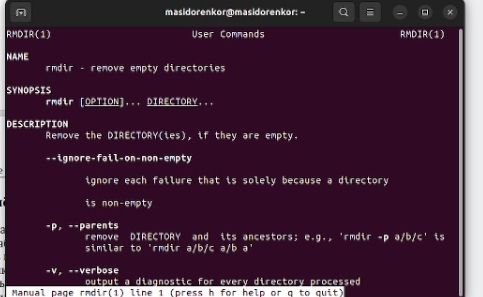 masidorenkor@masidorenkor: ~
RMDIR(1) User Commands RMDIR(1)
NAME
rmdir - remove empty directories
SYNOPSIS
rmdir [OPTION]... DIRECTORY...
DESCRIPTION
Remove the DIRECTORY(ies), if they are empty.
--ignore-fail-on-non-empty
ignore each failure that is solely because a directory
is non-empty
-p, --parents
remove DIRECTORY and its ancestors; e.g., 'rmdir -p a/b/c' is
similar to 'rmdir a/b/c a/b a'
-v, --verbose
output a diagnostic for every directory processed
Manual page rmdir(1) line 1 (press h for help or q to quit)